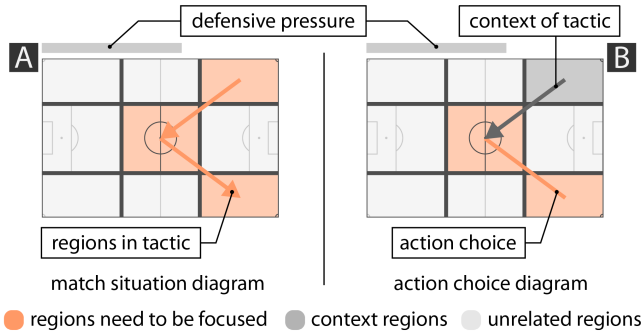 defensive pressure
context of tactic
A
B
regions in tactic
action choice
match situation diagram
action choice diagram
regions need to be focused
context regions
unrelated regions